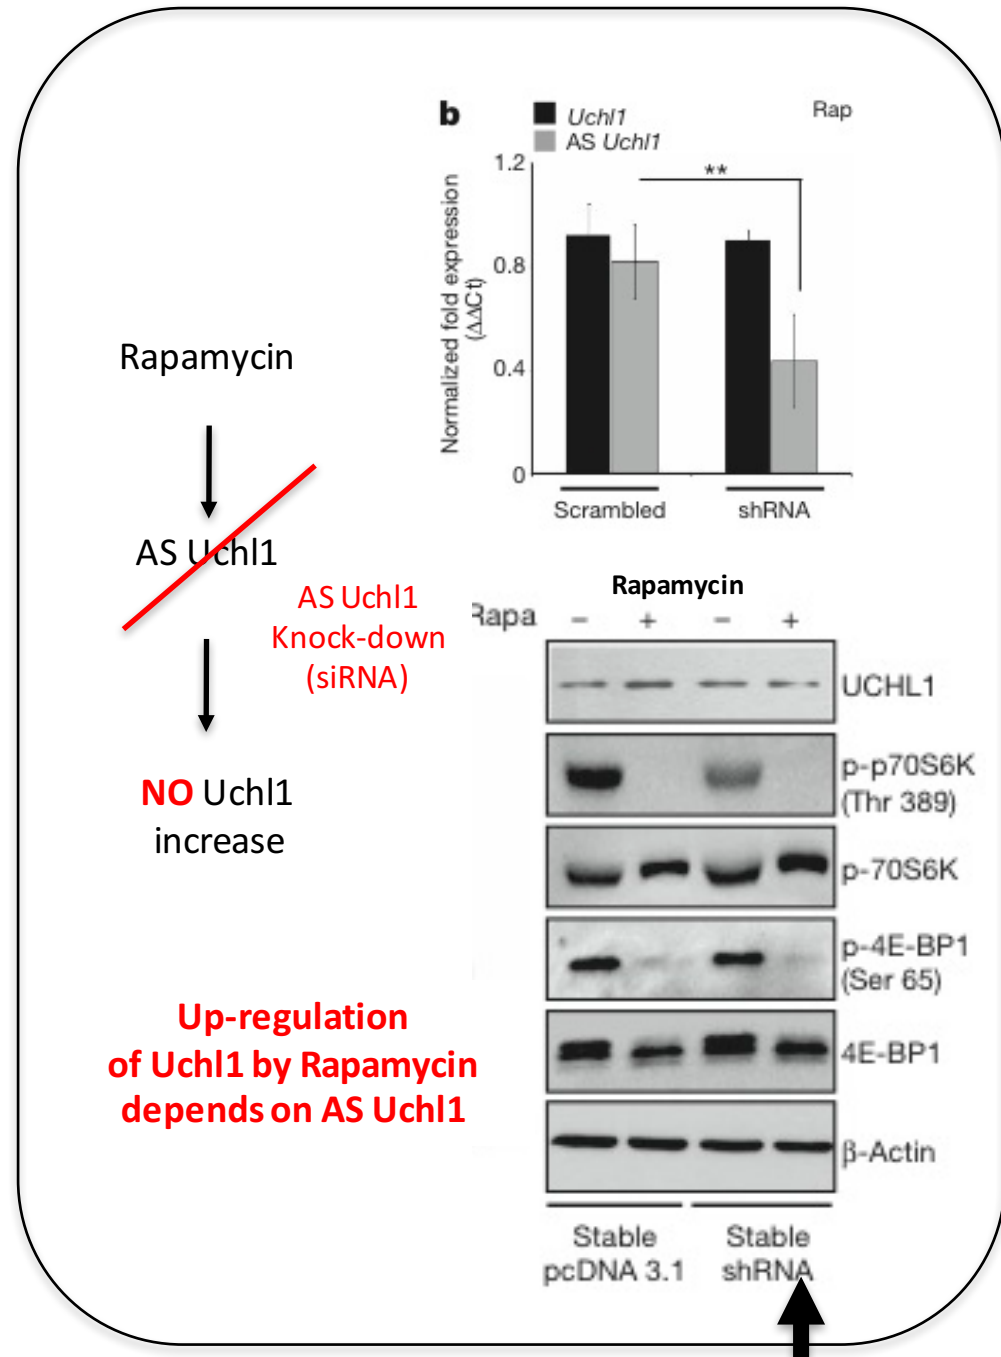 b
Uchl1
AS Uchl1
Rap
Normalized fold expression
(ΔΔCt)
1.2
0.8
0.4
0
**
Scrambled
shRNA
Rapamycin
AS Uchl1
AS Uchl1
Knock-down
(siRNA)
NO Uchl1
increase
Up-regulation
of Uchl1 by Rapamycin
depends on AS Uchl1
Rapamycin
Rapa − + − +
UCHL1
p-p70S6K
(Thr 389)
p-70S6K
p-4E-BP1
(Ser 65)
4E-BP1
β-Actin
Stable
pcDNA 3.1
Stable
shRNA